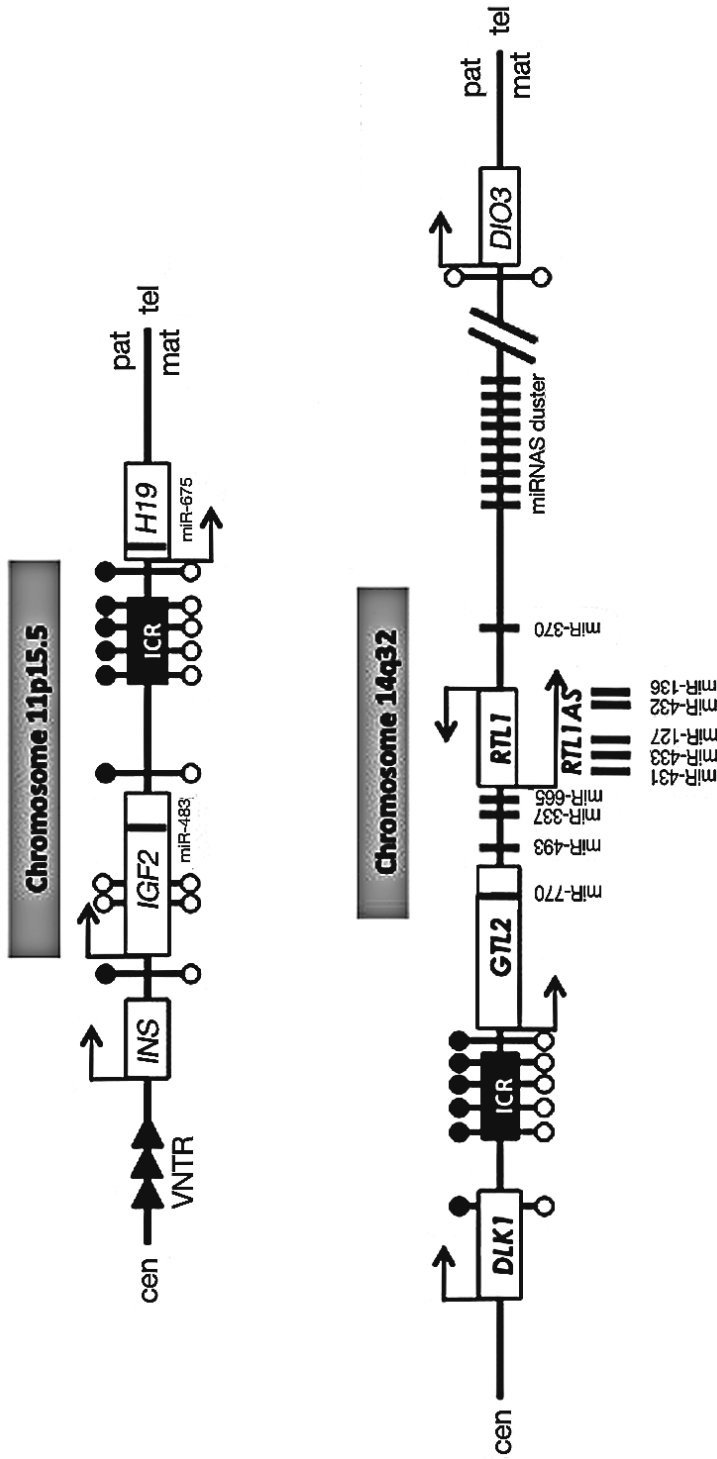 Chromosome 11p15.5
cen
VNTR
INS
IGF2
miR-483
ICR
H19
miR-675
pat
mat
tel
Chromosome 14q32
cen
DLK1
ICR
GTL2
miR-770
miR-493
miR-337
miR-665
RTL1
RTL1AS
miR-431
miR-433
miR-127
miR-432
miR-136
miR-370
miRNAS duster
DIO3
pat
mat
tel